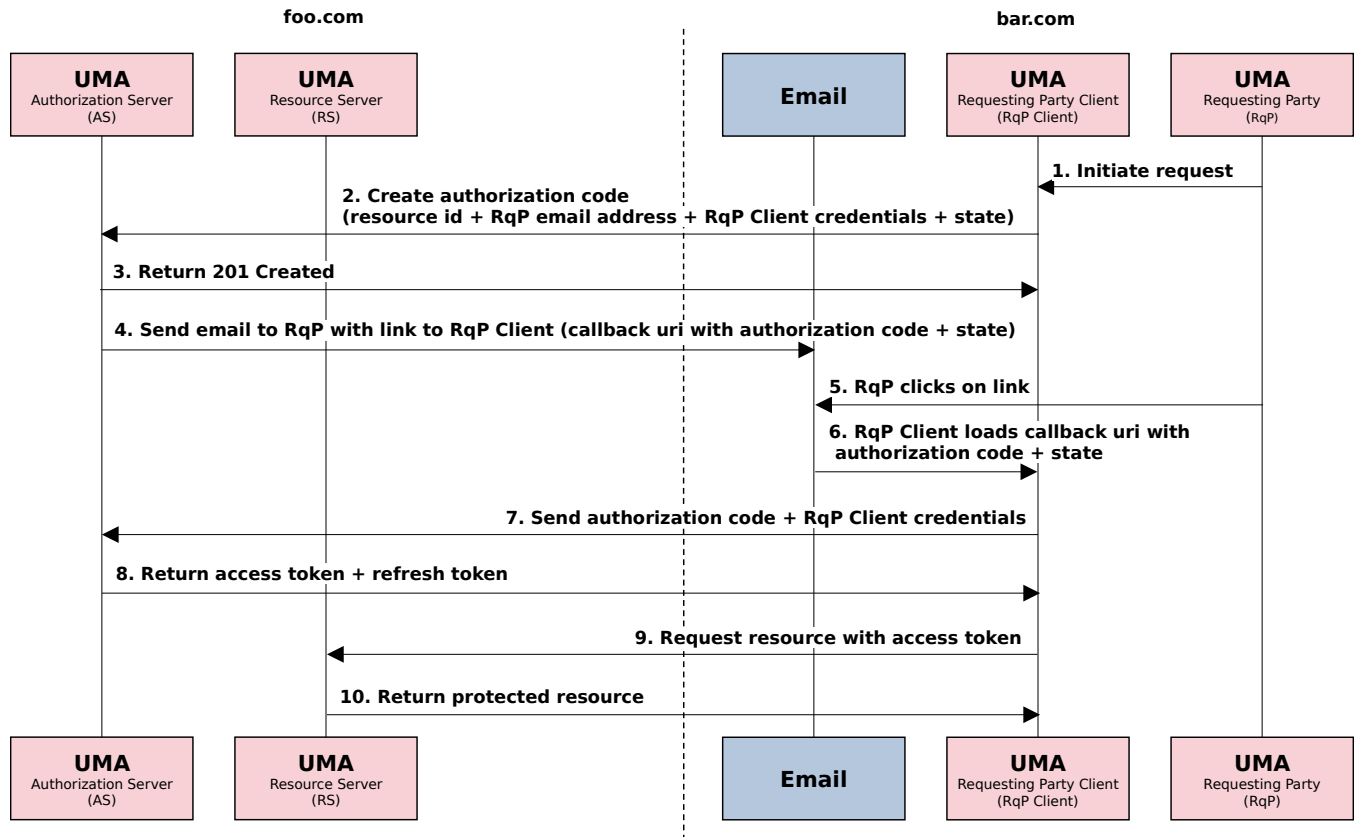 foo.com
bar.com
UMA
Authorization Server
(AS)
UMA
Resource Server
(RS)
Email
UMA
Requesting Party Client
(RqP Client)
UMA
Requesting Party
(RqP)
1. Initiate request
2. Create authorization code
(resource id + RqP email address + RqP Client credentials + state)
3. Return 201 Created
4. Send email to RqP with link to RqP Client (callback uri with authorization code + state)
5. RqP clicks on link
6. RqP Client loads callback uri with
authorization code + state
7. Send authorization code + RqP Client credentials
8. Return access token + refresh token
9. Request resource with access token
10. Return protected resource
UMA
Authorization Server
(AS)
UMA
Resource Server
(RS)
Email
UMA
Requesting Party Client
(RqP Client)
UMA
Requesting Party
(RqP)